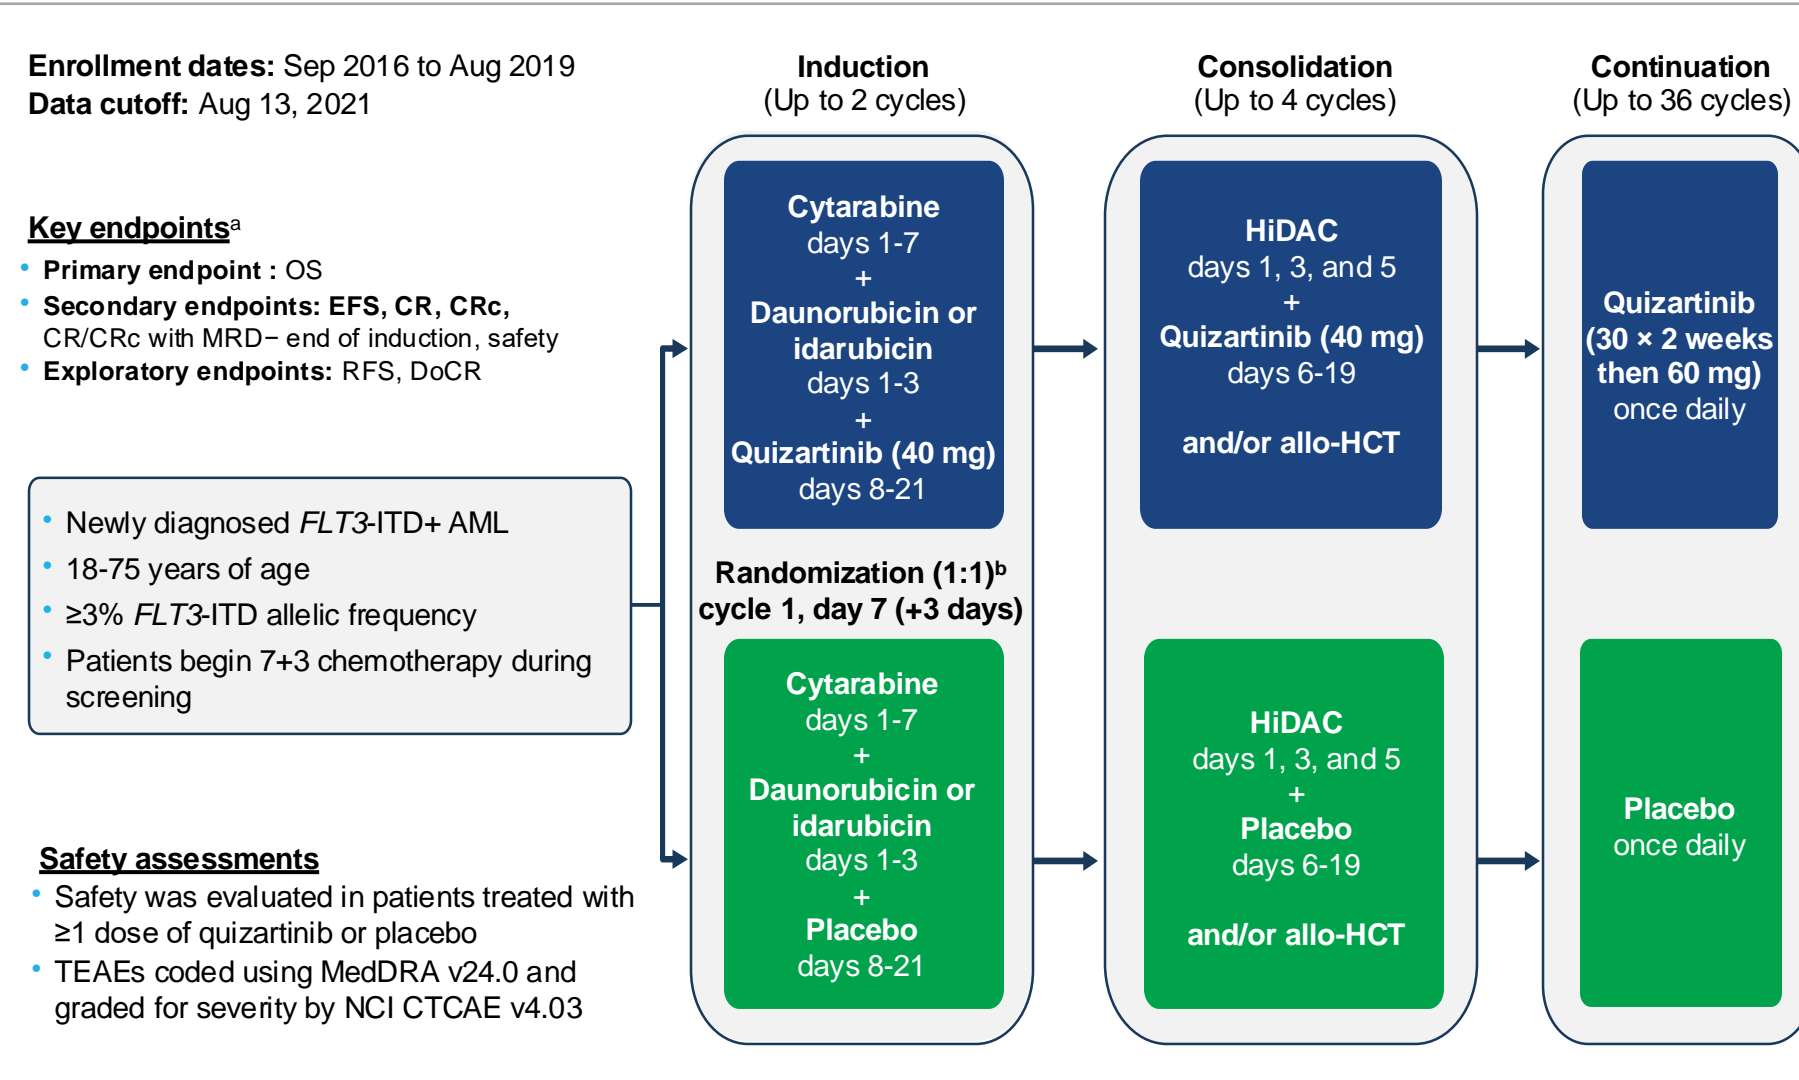 Enrollment dates: Sep 2016 to Aug 2019
Data cutoff: Aug 13, 2021
Key endpointsᵃ
• Primary endpoint : OS
• Secondary endpoints: EFS, CR, CRc,
CR/CRc with MRD− end of induction, safety
• Exploratory endpoints: RFS, DoCR
• Newly diagnosed FLT3-ITD+ AML
• 18-75 years of age
• ≥3% FLT3-ITD allelic frequency
• Patients begin 7+3 chemotherapy during
screening
Safety assessments
• Safety was evaluated in patients treated with
≥1 dose of quizartinib or placebo
• TEAEs coded using MedDRA v24.0 and
graded for severity by NCI CTCAE v4.03
Induction
(Up to 2 cycles)
Cytarabine
days 1-7
+
Daunorubicin or
idarubicin
days 1-3
+
Quizartinib (40 mg)
days 8-21
Randomization (1:1)ᵇ
cycle 1, day 7 (+3 days)
Cytarabine
days 1-7
+
Daunorubicin or
idarubicin
days 1-3
+
Placebo
days 8-21
Consolidation
(Up to 4 cycles)
HiDAC
days 1, 3, and 5
+
Quizartinib (40 mg)
days 6-19
and/or allo-HCT
HiDAC
days 1, 3, and 5
+
Placebo
days 6-19
and/or allo-HCT
Continuation
(Up to 36 cycles)
Quizartinib
(30 × 2 weeks
then 60 mg)
once daily
Placebo
once daily